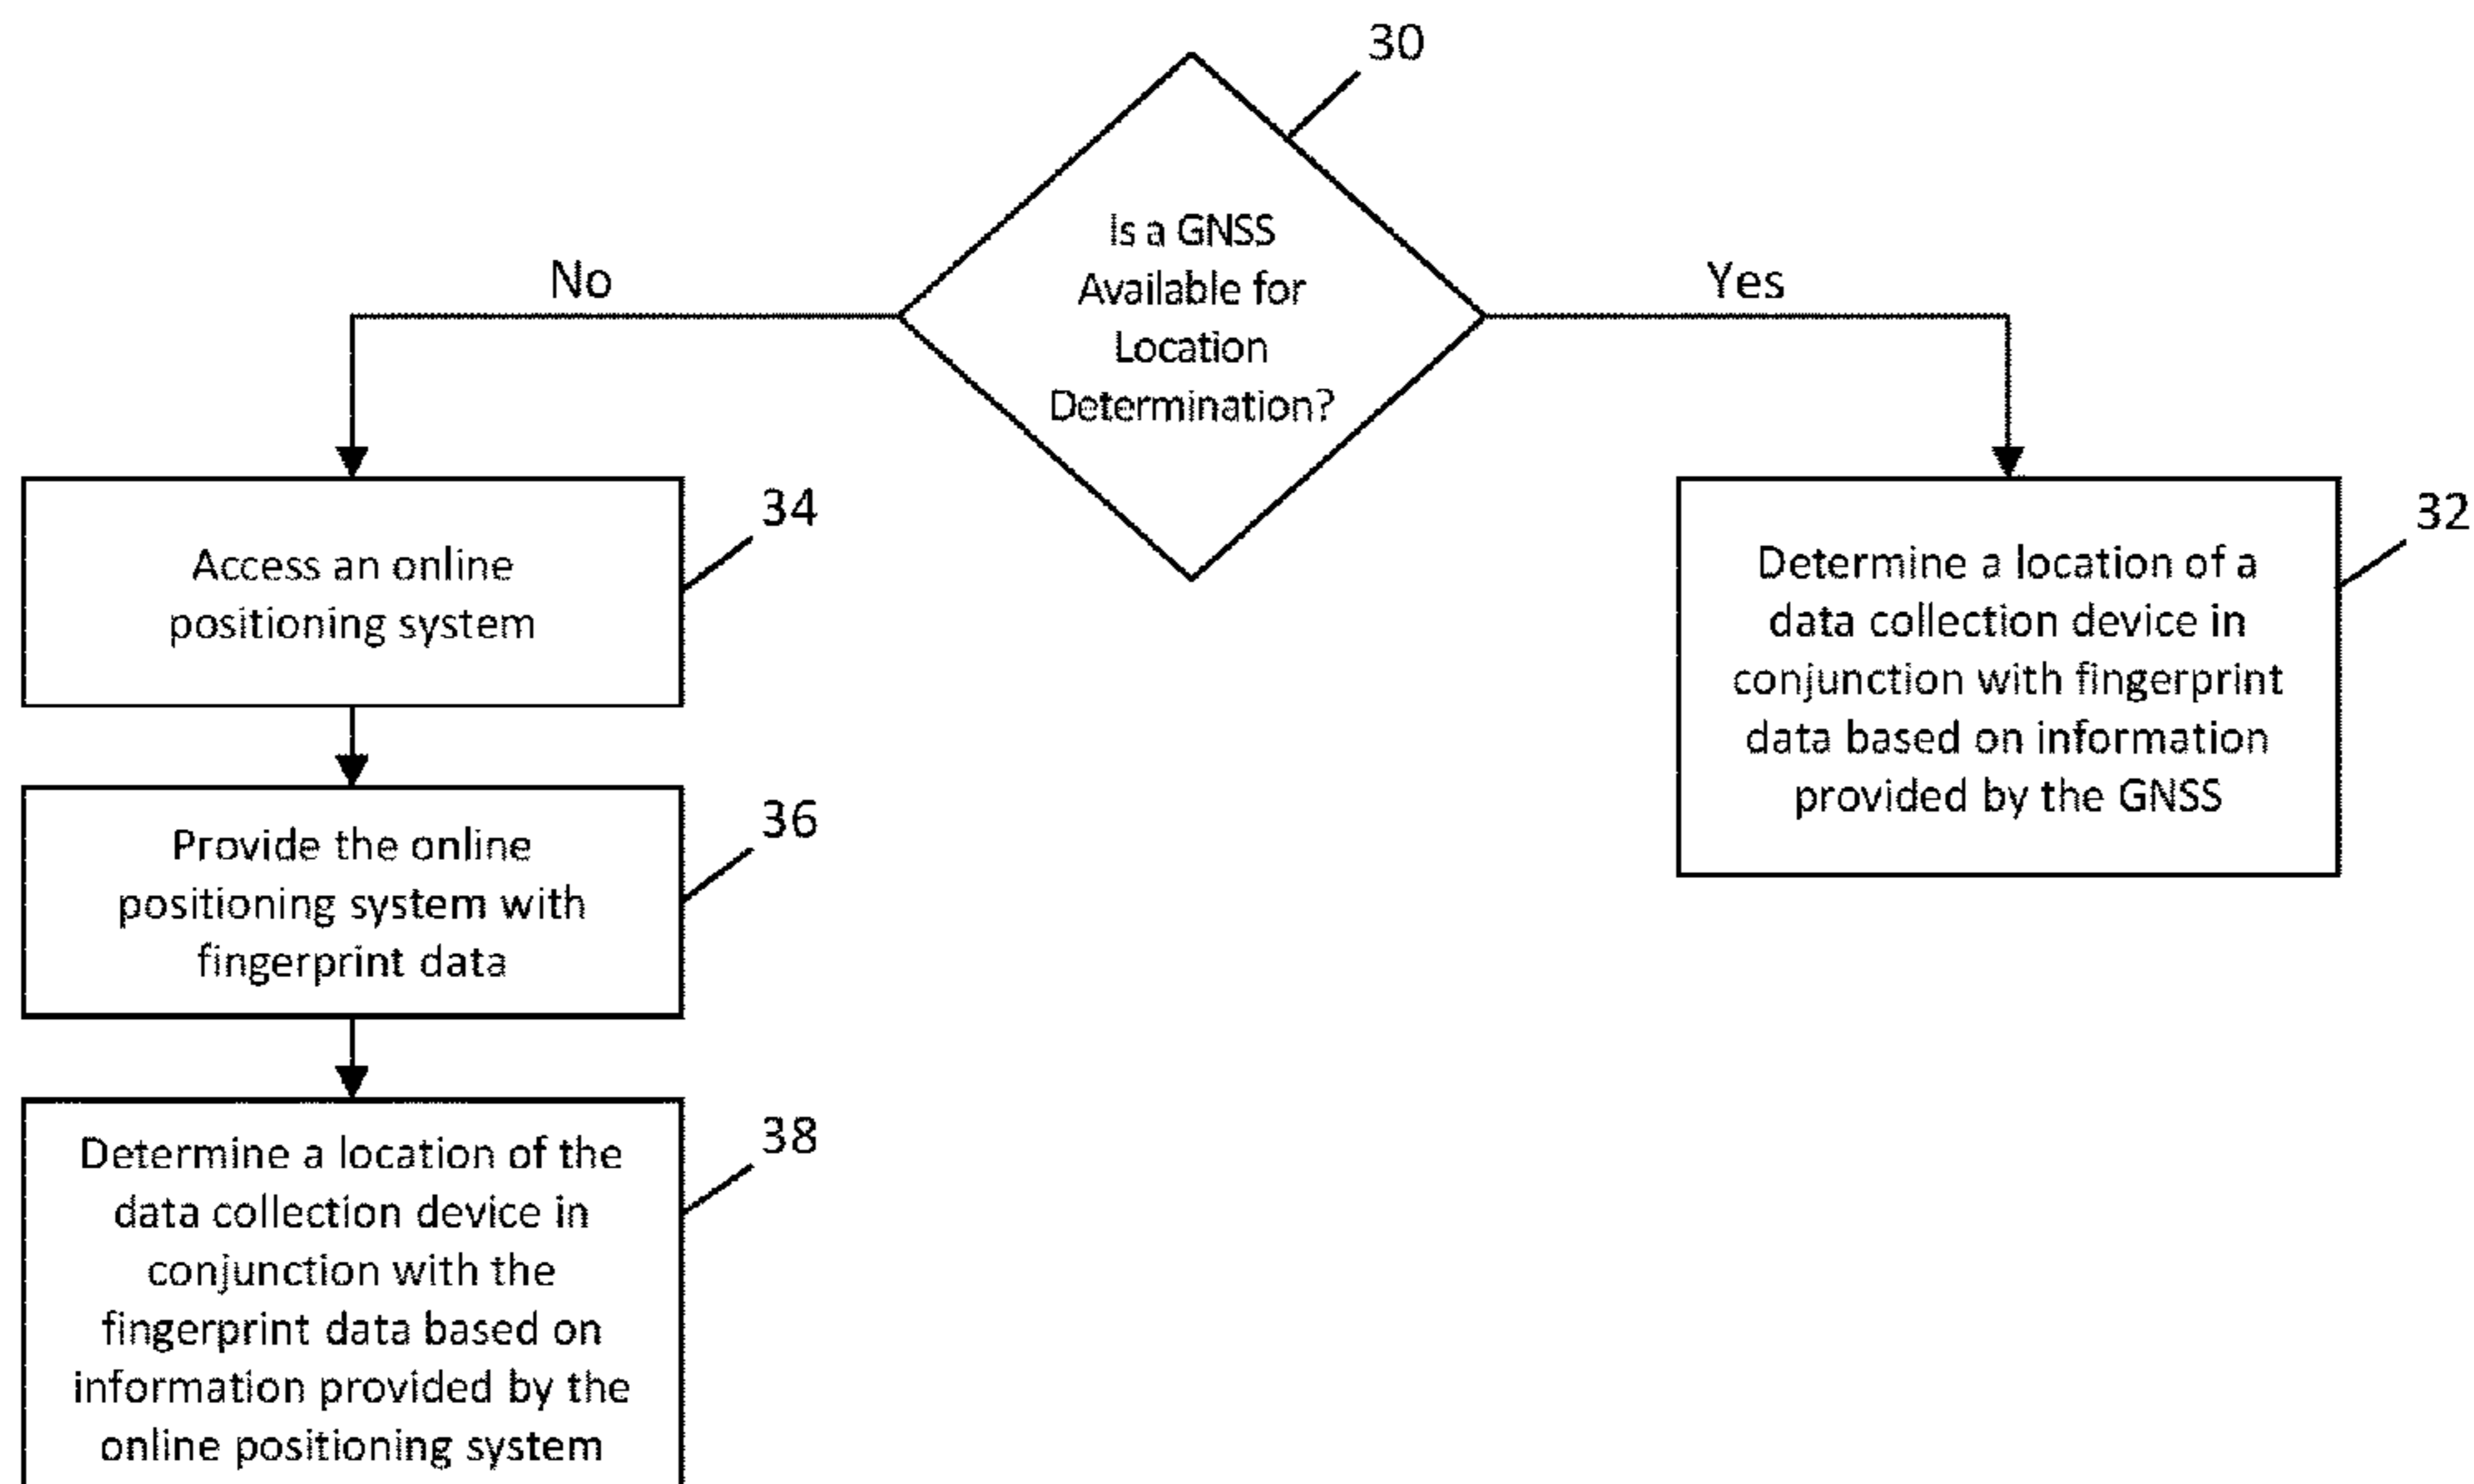 30
Is a GNSS
Available for
Location
Determination?
No
Yes
34
Access an online
positioning system
32
Determine a location of a
data collection device in
conjunction with fingerprint
data based on information
provided by the GNSS
36
Provide the online
positioning system with
fingerprint data
38
Determine a location of the
data collection device in
conjunction with the
fingerprint data based on
information provided by the
online positioning system